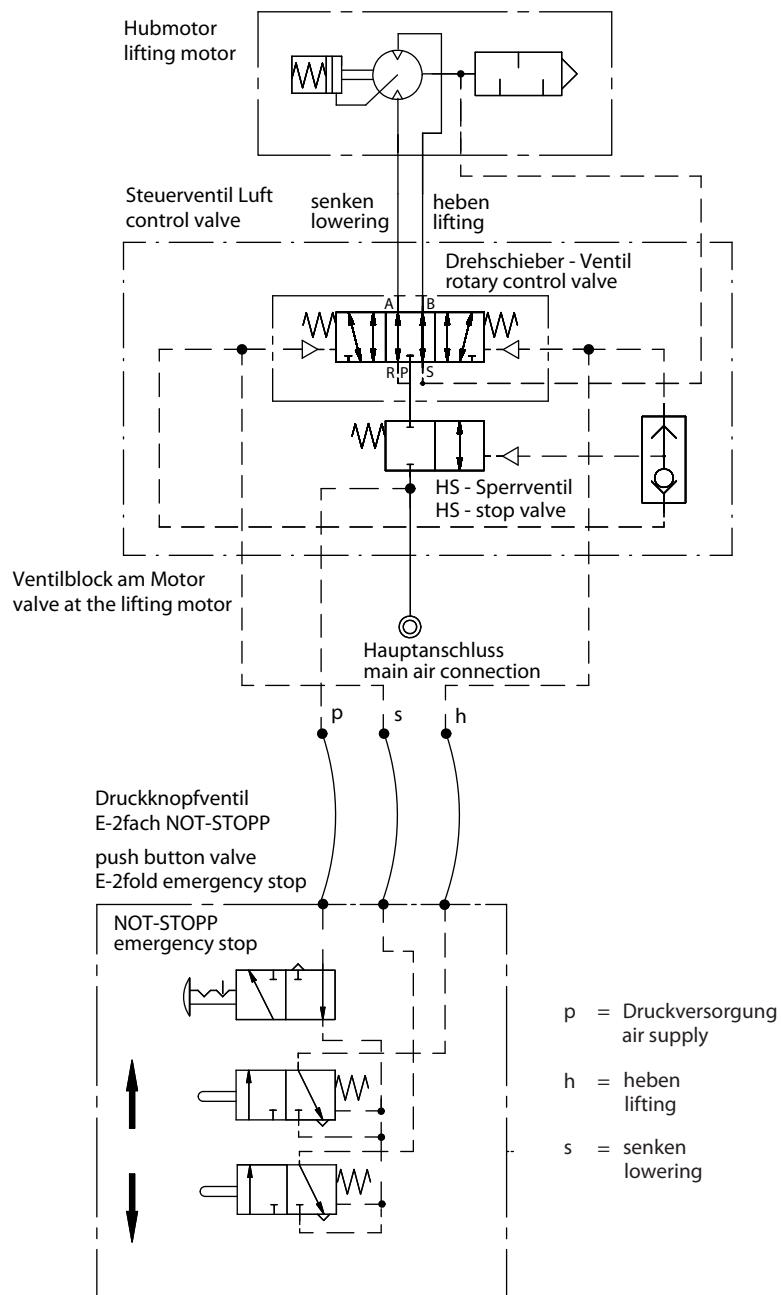 Hubmotor
lifting motor
Steuerventil Luft
control valve
senken
lowering
heben
lifting
Drehschieber - Ventil
rotary control valve
A B
R P S
HS - Sperrventil
HS - stop valve
Ventilblock am Motor
valve at the lifting motor
Hauptanschluss
main air connection
p s h
Druckknopfventil
E-2fach NOT-STOPP
push button valve
E-2fold emergency stop
NOT-STOPP
emergency stop
p = Druckversorgung
air supply
h = heben
lifting
s = senken
lowering